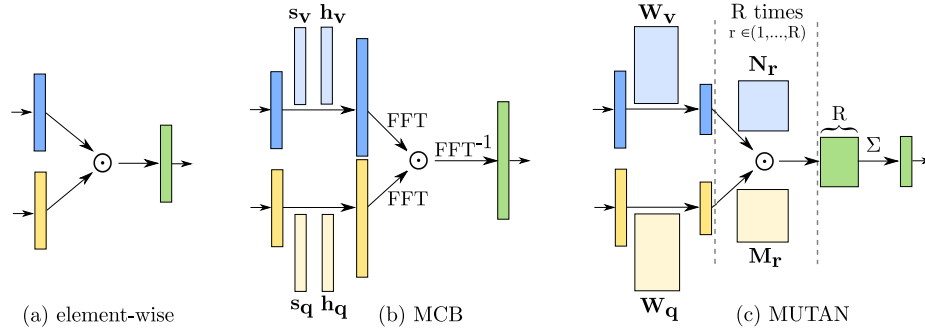 s_v h_v
FFT
FFT
FFT⁻¹
s_q h_q
W_v
W_q
R times
r ∈(1,...,R)
N_r
M_r
R
Σ
(a) element-wise
(b) MCB
(c) MUTAN